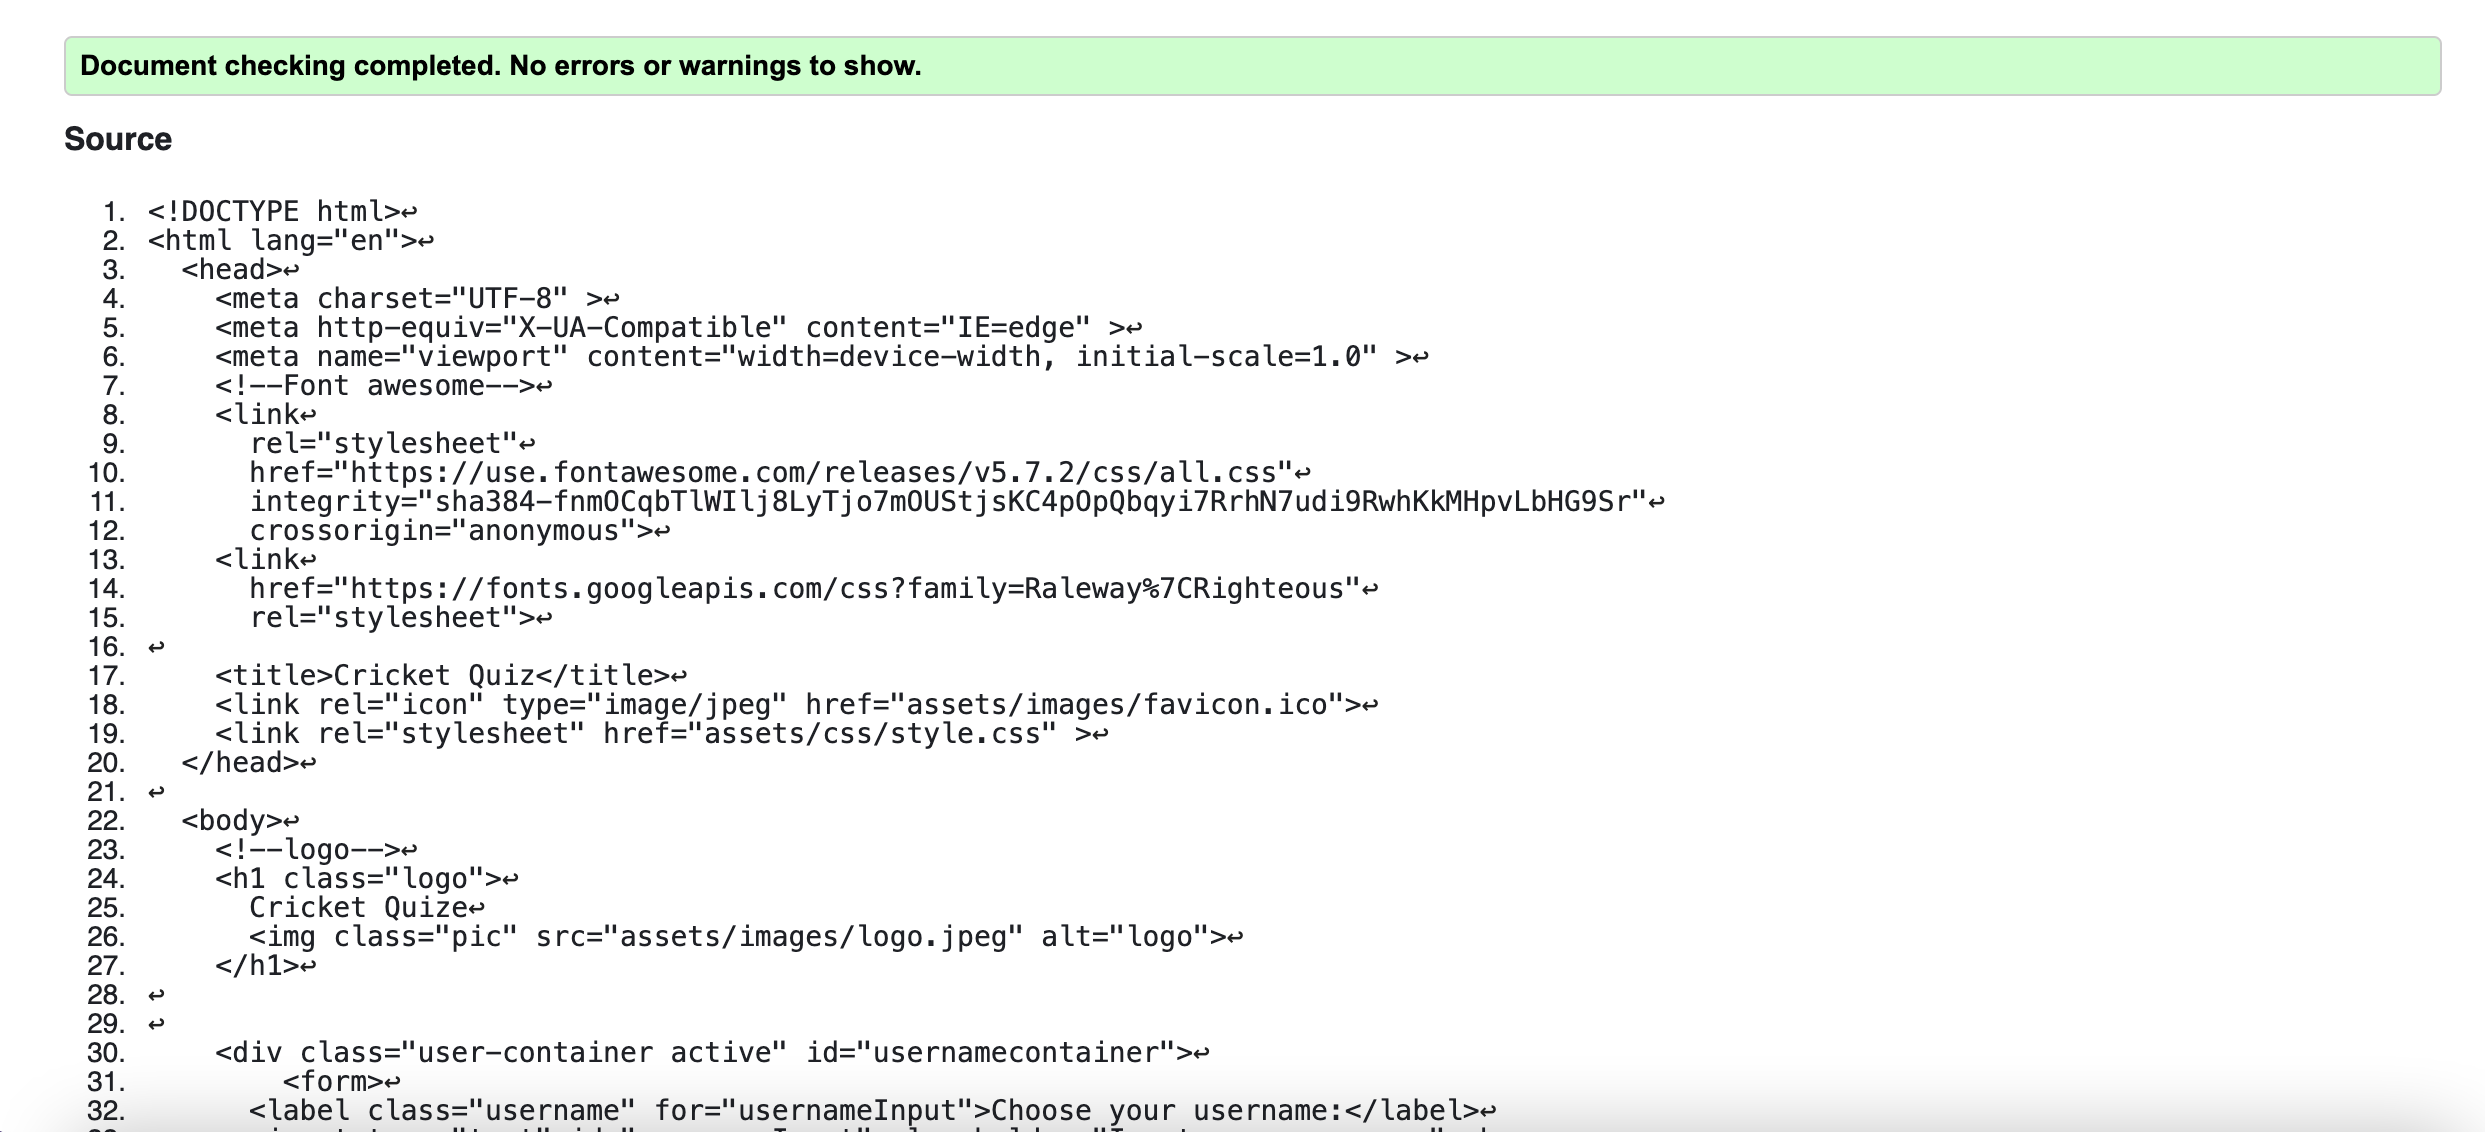 Document checking completed. No errors or warnings to show.
Source
1. <!DOCTYPE html>↩
2. <html lang="en">↩
3.   <head>↩
4.     <meta charset="UTF-8" >↩
5.     <meta http-equiv="X-UA-Compatible" content="IE=edge" >↩
6.     <meta name="viewport" content="width=device-width, initial-scale=1.0" >↩
7.     <!--Font awesome-->↩
8.     <link↩
9.       rel="stylesheet"↩
10.       href="https://use.fontawesome.com/releases/v5.7.2/css/all.css"↩
11.       integrity="sha384-fnmOCqbTlWIlj8LyTjo7mOUStjsKC4pOpQbqyi7RrhN7udi9RwhKkMHpvLbHG9Sr"↩
12.       crossorigin="anonymous">↩
13.     <link↩
14.       href="https://fonts.googleapis.com/css?family=Raleway%7CRighteous"↩
15.       rel="stylesheet">↩
16. ↩
17.     <title>Cricket Quiz</title>↩
18.     <link rel="icon" type="image/jpeg" href="assets/images/favicon.ico">↩
19.     <link rel="stylesheet" href="assets/css/style.css" >↩
20.   </head>↩
21. ↩
22.   <body>↩
23.     <!--logo-->↩
24.     <h1 class="logo">↩
25.       Cricket Quize↩
26.       <img class="pic" src="assets/images/logo.jpeg" alt="logo">↩
27.     </h1>↩
28. ↩
29. ↩
30.     <div class="user-container active" id="usernamecontainer">↩
31.         <form>↩
32.       <label class="username" for="usernameInput">Choose your username:</label>↩